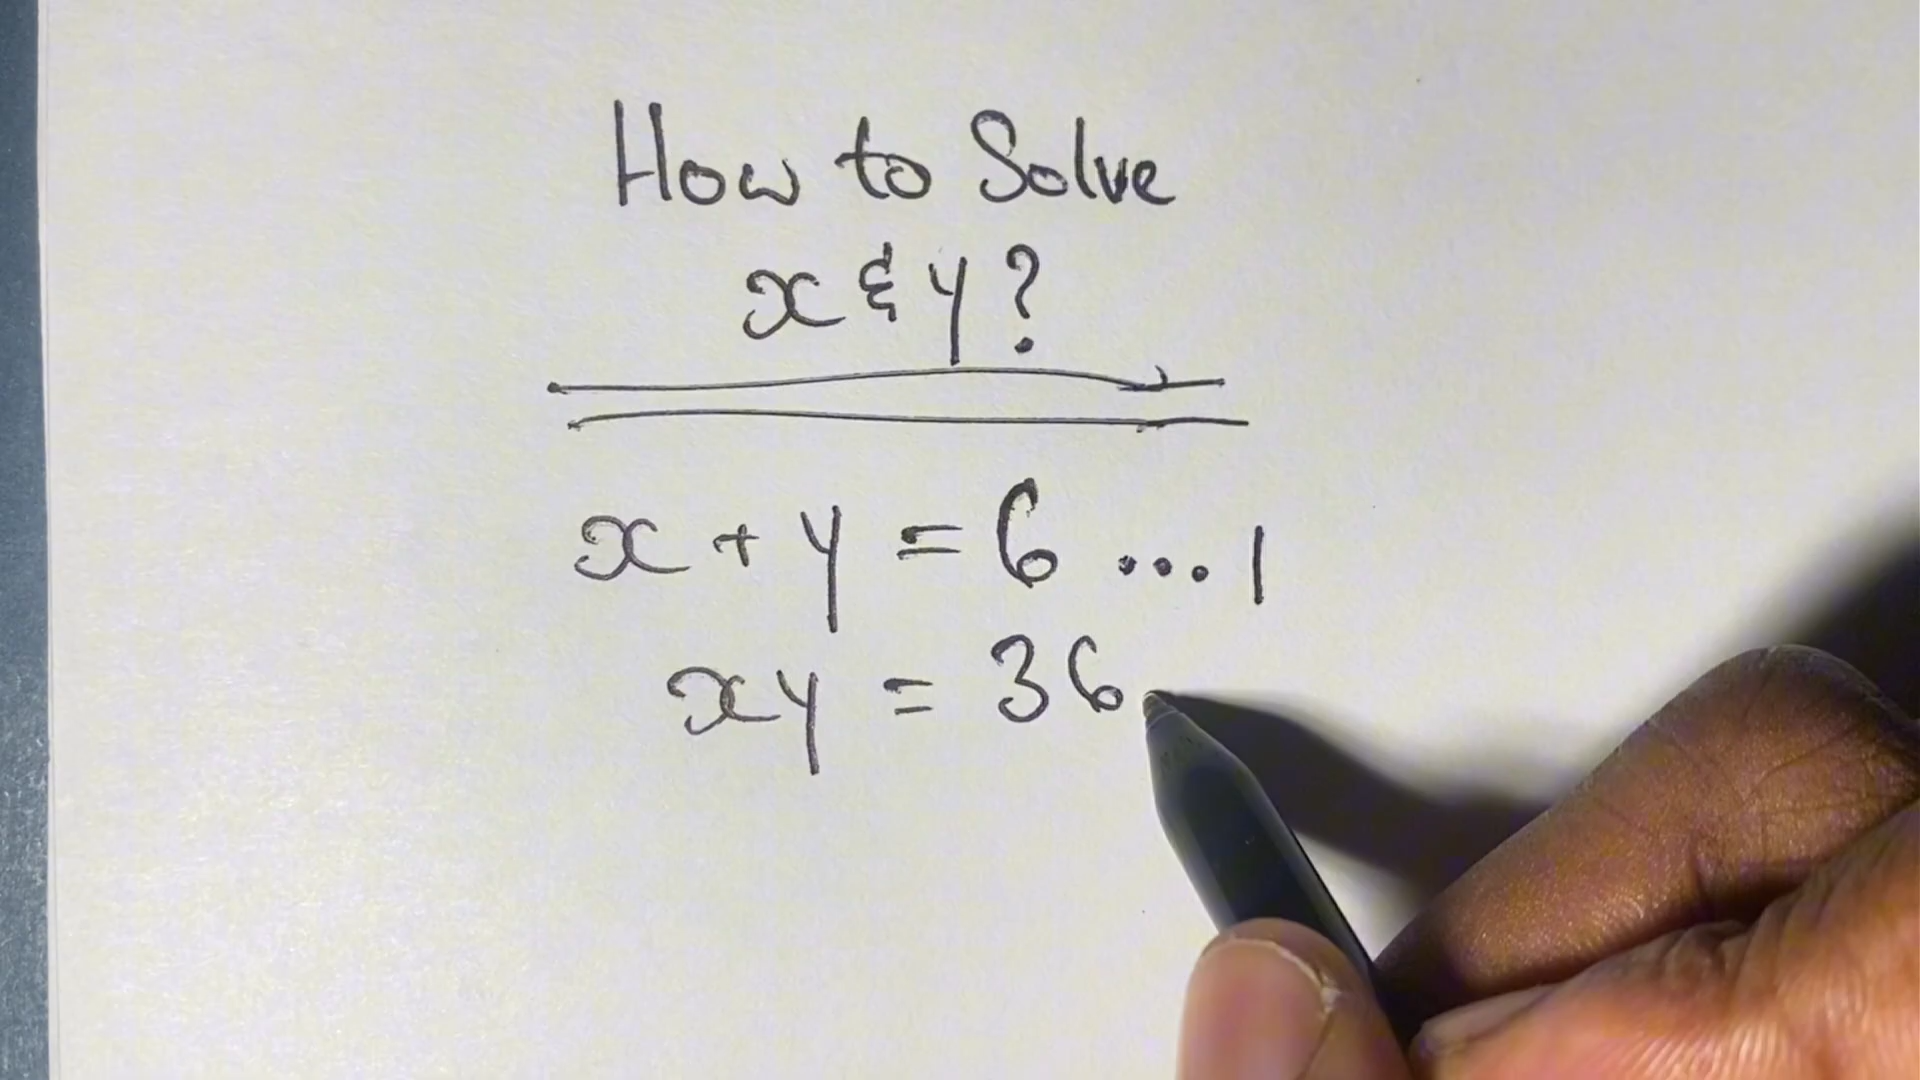 How to Solve
x & y?
x + y = 6 ... 1
xy = 36